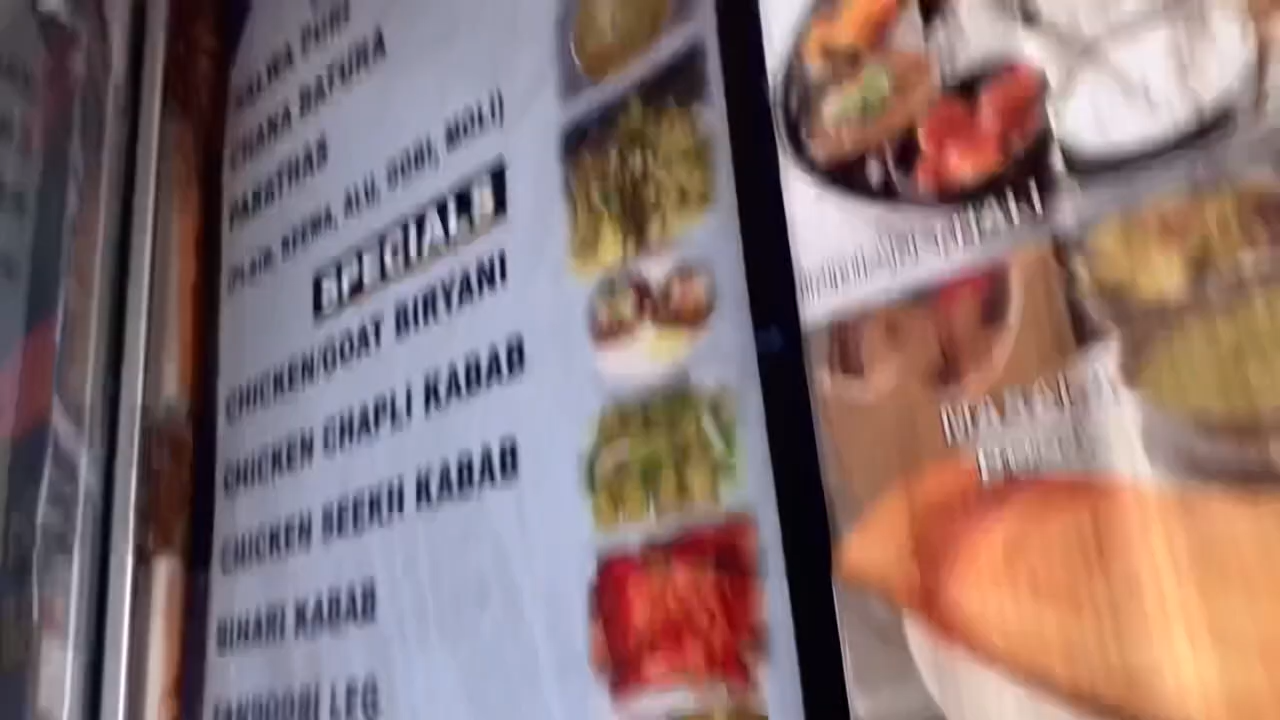 HALWA PURI
CHANA BATURA
PARATHAS
(PLAIN, KEEMA, ALU, GOBI, MOLI)
SPECIALS
CHICKEN/GOAT BIRYANI
CHICKEN CHAPLI KABAB
CHICKEN SEEKH KABAB
BIHARI KABAB
TANDOORI LEG